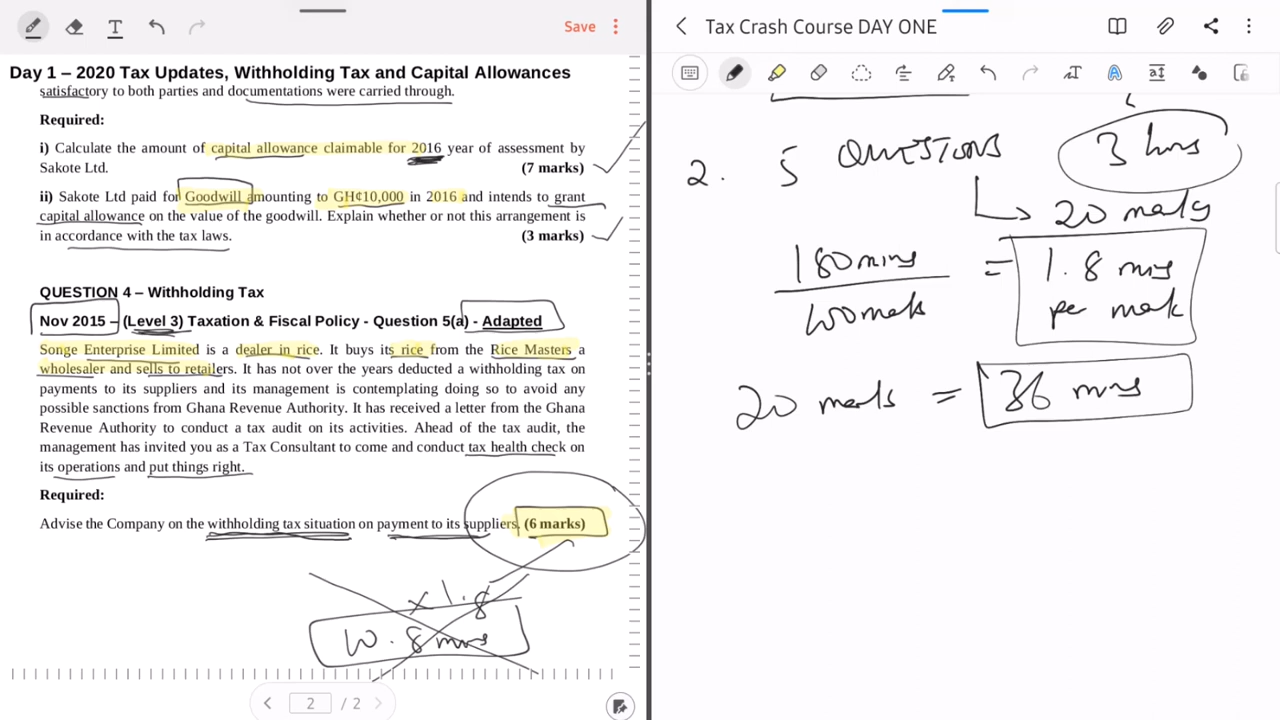 Save
Day 1 – 2020 Tax Updates, Withholding Tax and Capital Allowances
satisfactory to both parties and documentations were carried through.
Required:
i) Calculate the amount of capital allowance claimable for 2016 year of assessment by
Sakote Ltd. (7 marks)
ii) Sakote Ltd paid for Goodwill amounting to GH¢10,000 in 2016 and intends to grant
capital allowance on the value of the goodwill. Explain whether or not this arrangement is
in accordance with the tax laws. (3 marks)
QUESTION 4 – Withholding Tax
Nov 2015 – (Level 3) Taxation & Fiscal Policy - Question 5(a) - Adapted
Songe Enterprise Limited is a dealer in rice. It buys its rice from the Rice Masters a
wholesaler and sells to retailers. It has not over the years deducted a withholding tax on
payments to its suppliers and its management is contemplating doing so to avoid any
possible sanctions from Ghana Revenue Authority. It has received a letter from the Ghana
Revenue Authority to conduct a tax audit on its activities. Ahead of the tax audit, the
management has invited you as a Tax Consultant to come and conduct tax health check on
its operations and put things right.
Required:
Advise the Company on the withholding tax situation on payment to its suppliers. (6 marks)
x 1.8
10.8 mins
2 / 2
Tax Crash Course DAY ONE
2. 5 QUESTIONS 3 hrs
20 marks
180 mins = 1.8 mins
100 marks per mark
20 marks = 36 mins